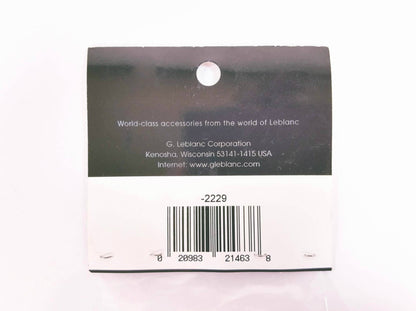 World-class accessories from the world of Leblanc
G. Leblanc Corporation
Kenosha, Wisconsin 53141-1415 USA
Internet: www.gleblanc.com
-2229
0 20983 21463 8